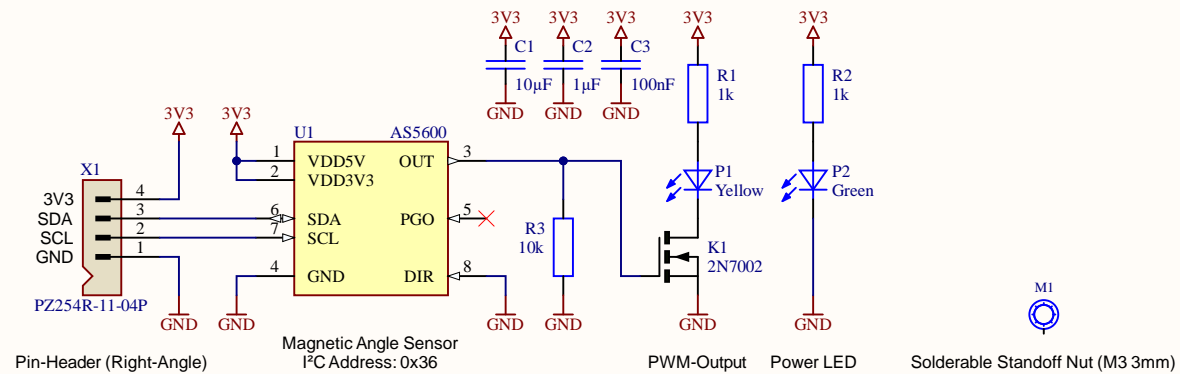 3V3 3V3 3V3 3V3 3V3
C1 C2 C3
10µF 1µF 100nF
R1 R2
1k 1k
GND GND GND
3V3 3V3
U1 AS5600
1 VDD5V OUT 3
2 VDD3V3
X1
3V3 4
SDA 3
SCL 2
GND 1
6 SDA PGO 5
7 SCL
4 GND DIR 8
R3
10k
P1 P2
Yellow Green
K1
2N7002
M1
PZ254R-11-04P
GND GND GND GND GND GND
Magnetic Angle Sensor
I²C Address: 0x36
Pin-Header (Right-Angle) PWM-Output Power LED Solderable Standoff Nut (M3 3mm)